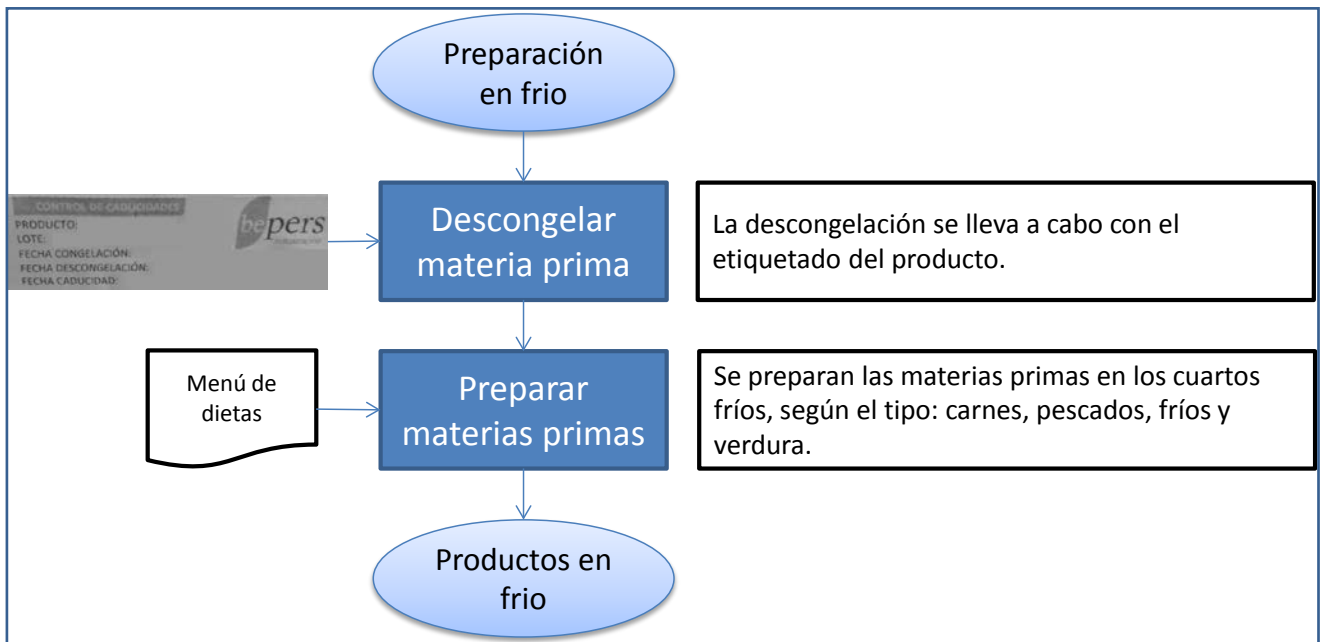 Preparación
en frio
CONTROL DE CADUCIDADES
PRODUCTO:
LOTE:
FECHA CONGELACIÓN:
FECHA DESCONGELACIÓN:
FECHA CADUCIDAD:
bepers
Descongelar
materia prima
La descongelación se lleva a cabo con el
etiquetado del producto.
Menú de
dietas
Preparar
materias primas
Se preparan las materias primas en los cuartos
fríos, según el tipo: carnes, pescados, fríos y
verdura.
Productos en
frio